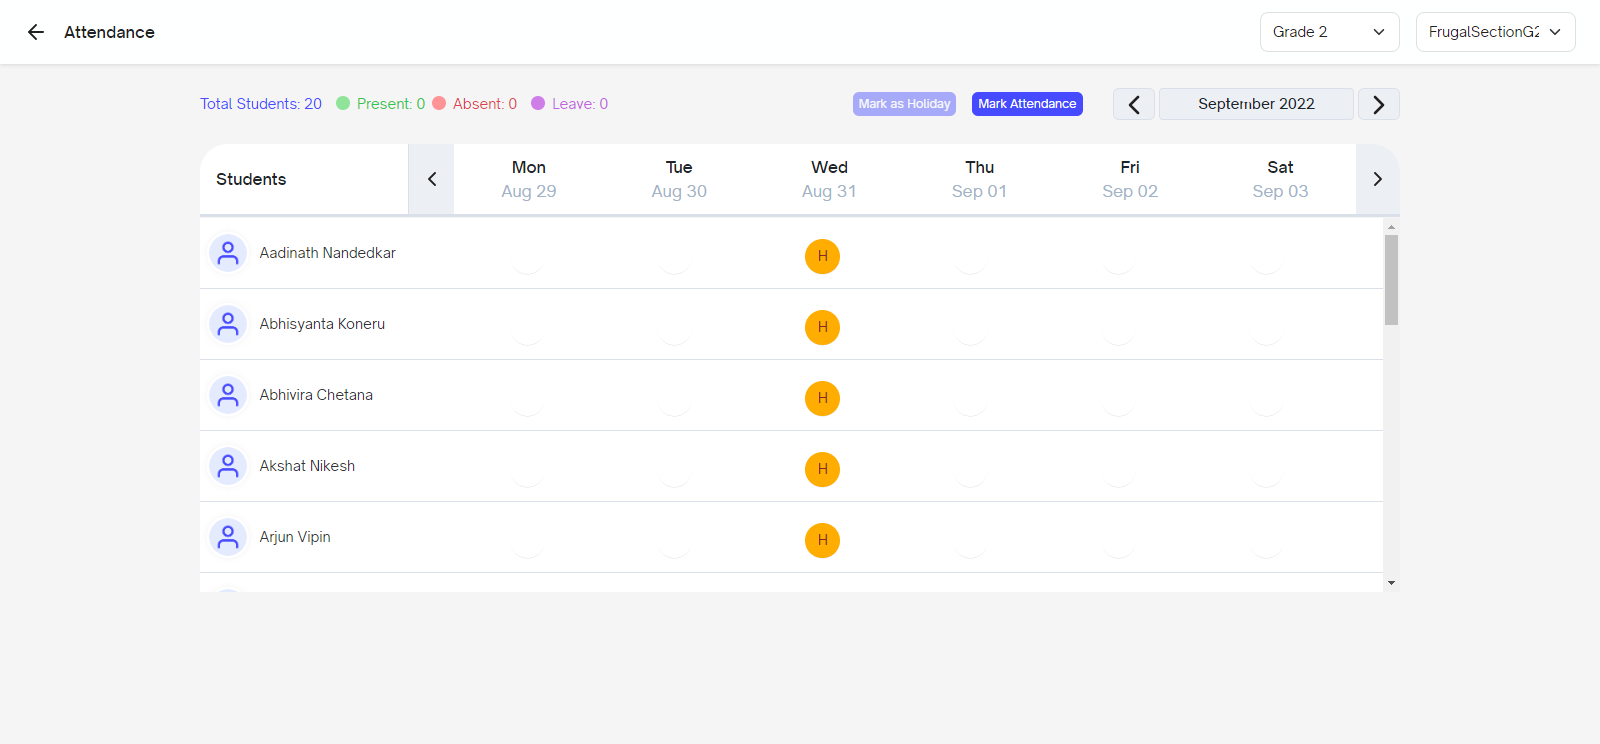 Attendance
Grade 2
FrugalSectionG2
Total Students: 20 Present: 0 Absent: 0 Leave: 0
Mark as Holiday
Mark Attendance
September 2022
Students
Mon Tue Wed Thu Fri Sat
Aug 29 Aug 30 Aug 31 Sep 01 Sep 02 Sep 03
Aadinath Nandedkar H
Abhisyanta Koneru H
Abhivira Chetana H
Akshat Nikesh H
Arjun Vipin H